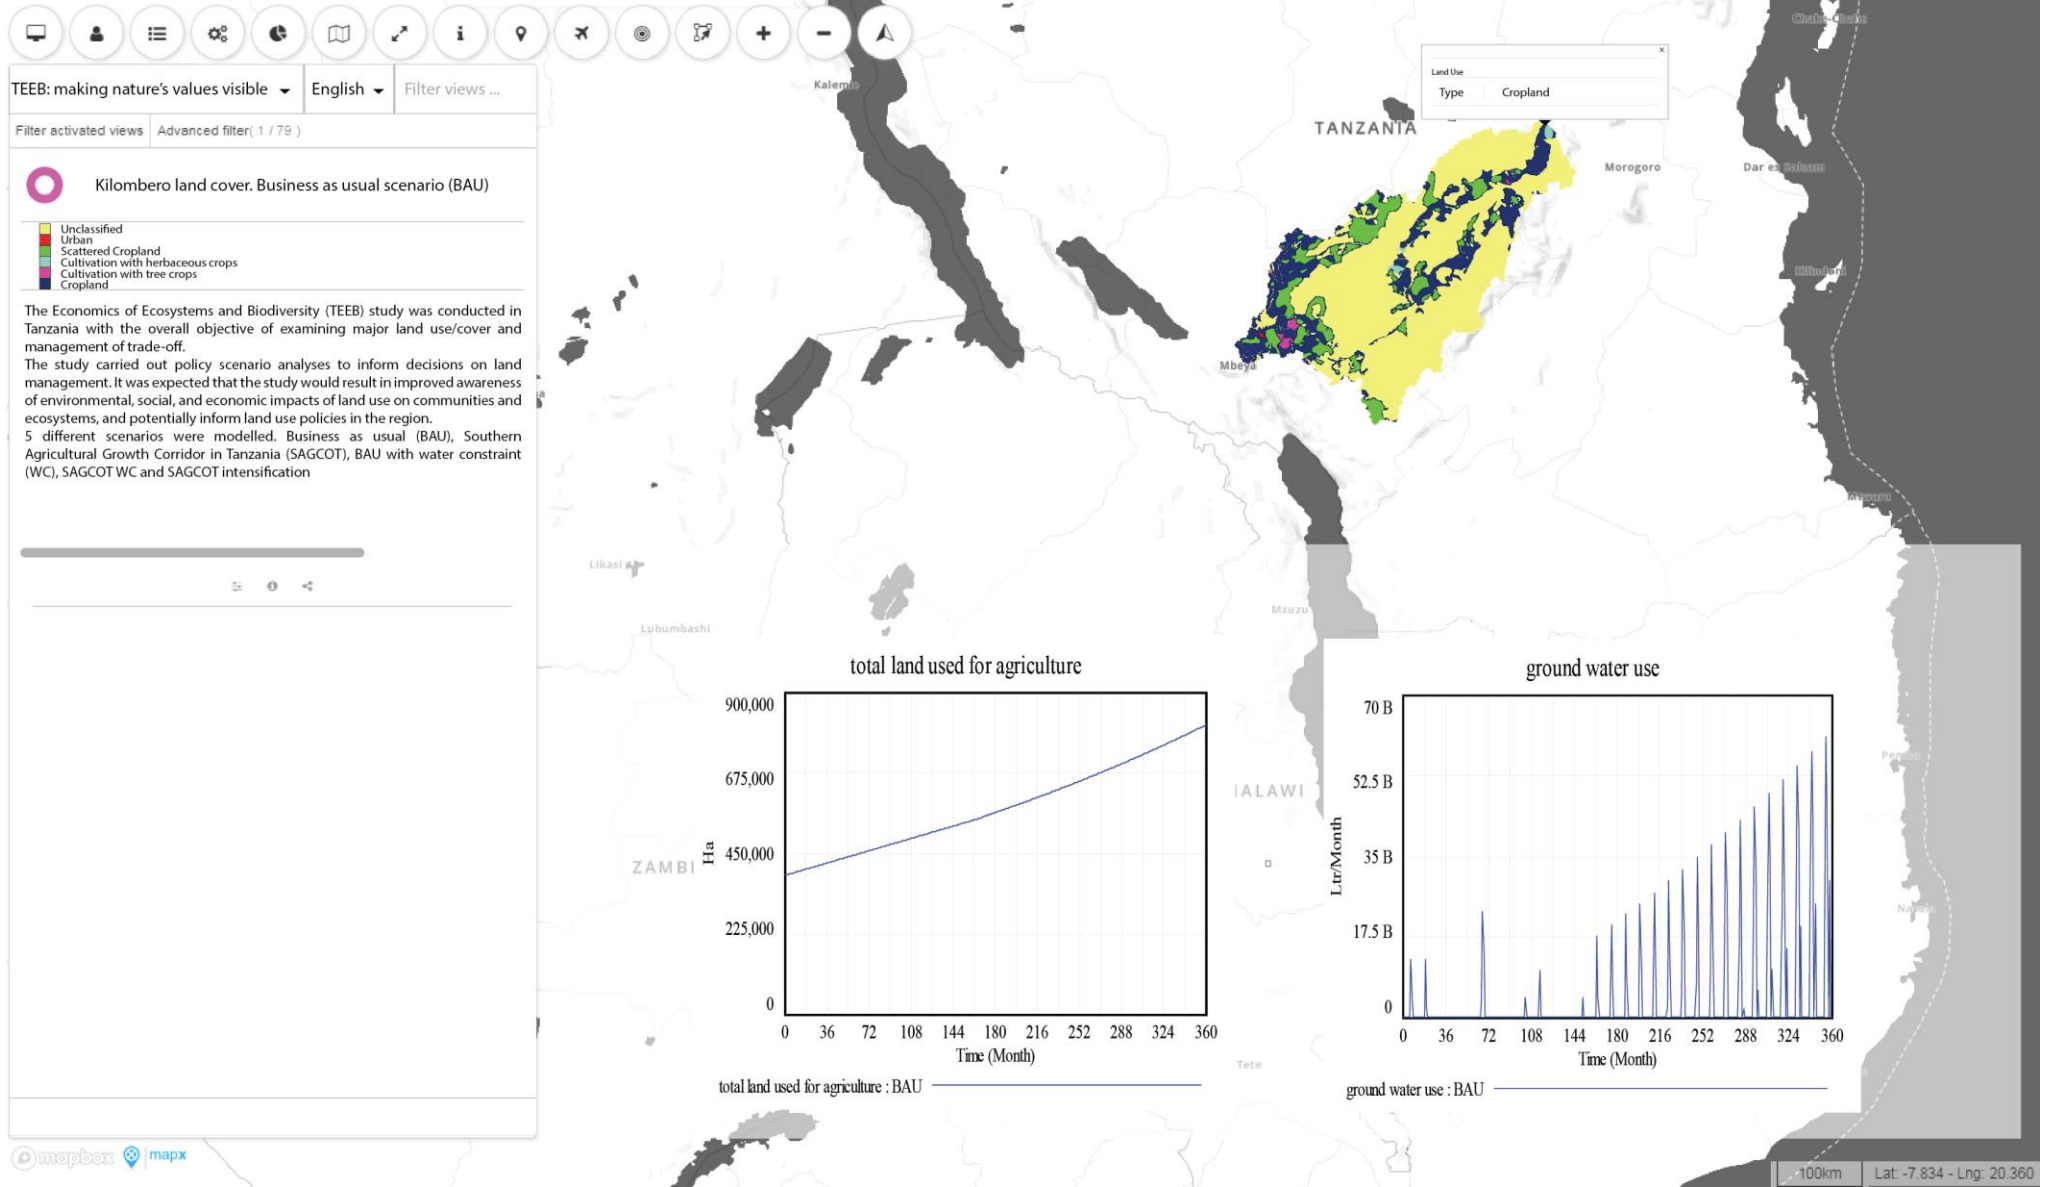 TEEB: making nature's values visible
English
Filter views ...
Filter activated views
Advanced filter( 1 / 79 )
Kilombero land cover. Business as usual scenario (BAU)
Unclassified
Urban
Scattered Cropland
Cultivation with herbaceous crops
Cultivation with tree crops
Cropland
The Economics of Ecosystems and Biodiversity (TEEB) study was conducted in
Tanzania with the overall objective of examining major land use/cover and
management of trade-off.
The study carried out policy scenario analyses to inform decisions on land
management. It was expected that the study would result in improved awareness
of environmental, social, and economic impacts of land use on communities and
ecosystems, and potentially inform land use policies in the region.
5 different scenarios were modelled. Business as usual (BAU), Southern
Agricultural Growth Corridor in Tanzania (SAGCOT), BAU with water constraint
(WC), SAGCOT WC and SAGCOT intensification
mapbox
mapx
Kalemie
TANZANIA
Land Use
Type Cropland
Morogoro
Dar es Salaam
Kilindoni
Mbeya
Mtwara
Likasi
Lubumbashi
Mzuzu
ZAMBI
ALAWI
Tete
total land used for agriculture
900,000
675,000
450,000
225,000
0
Ha
0 36 72 108 144 180 216 252 288 324 360
Time (Month)
total land used for agriculture : BAU
ground water use
70 B
52.5 B
35 B
17.5 B
0
Ltr/Month
0 36 72 108 144 180 216 252 288 324 360
Time (Month)
ground water use : BAU
100km
Lat: -7.834 - Lng: 20.360